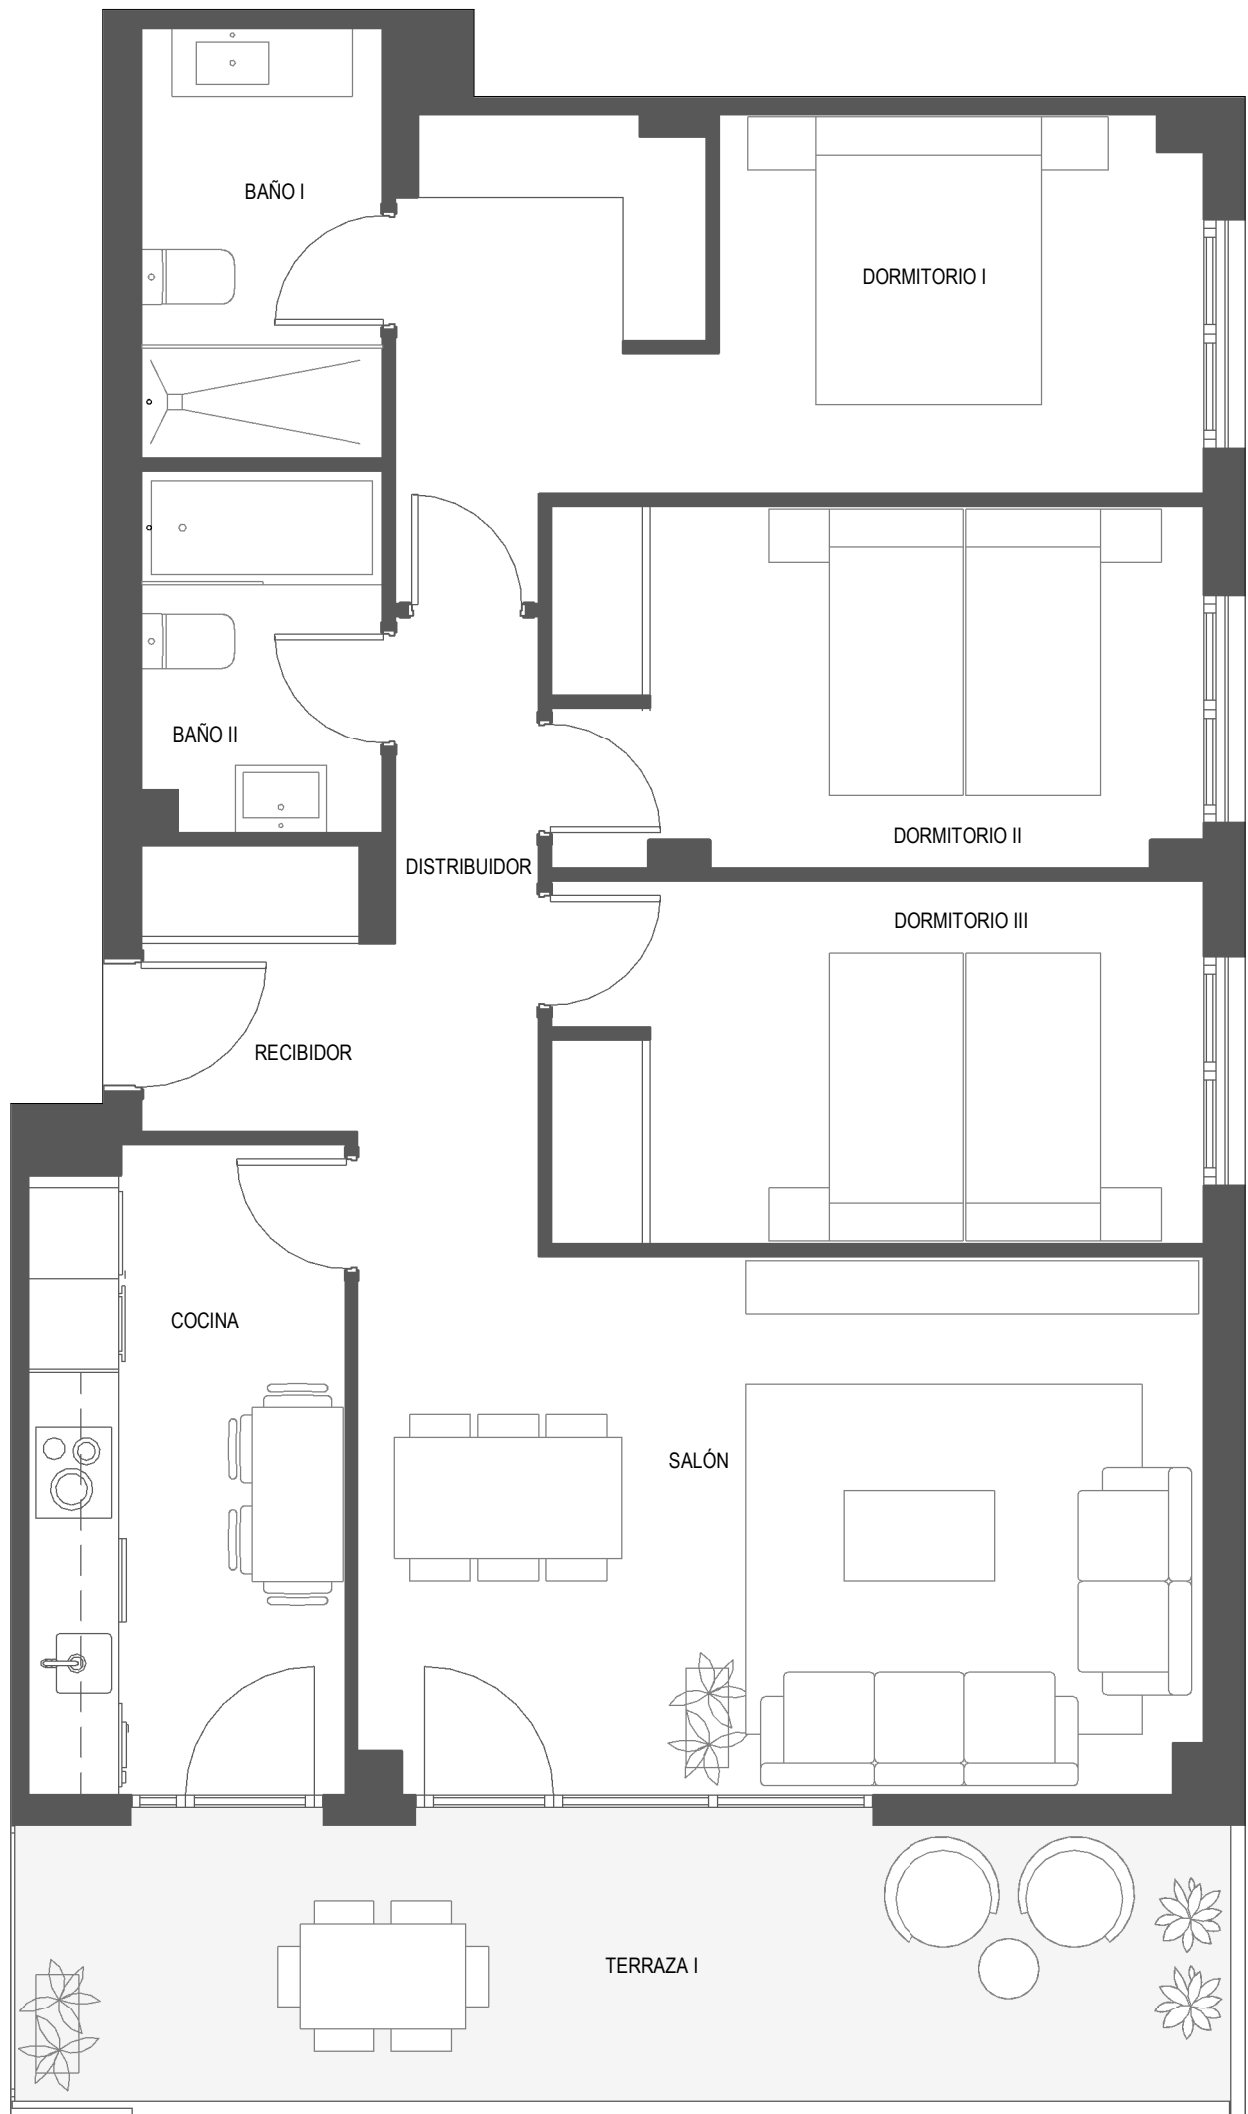 BAÑO I
DORMITORIO I
BAÑO II
DORMITORIO II
DISTRIBUIDOR
DORMITORIO III
RECIBIDOR
COCINA
SALÓN
TERRAZA I